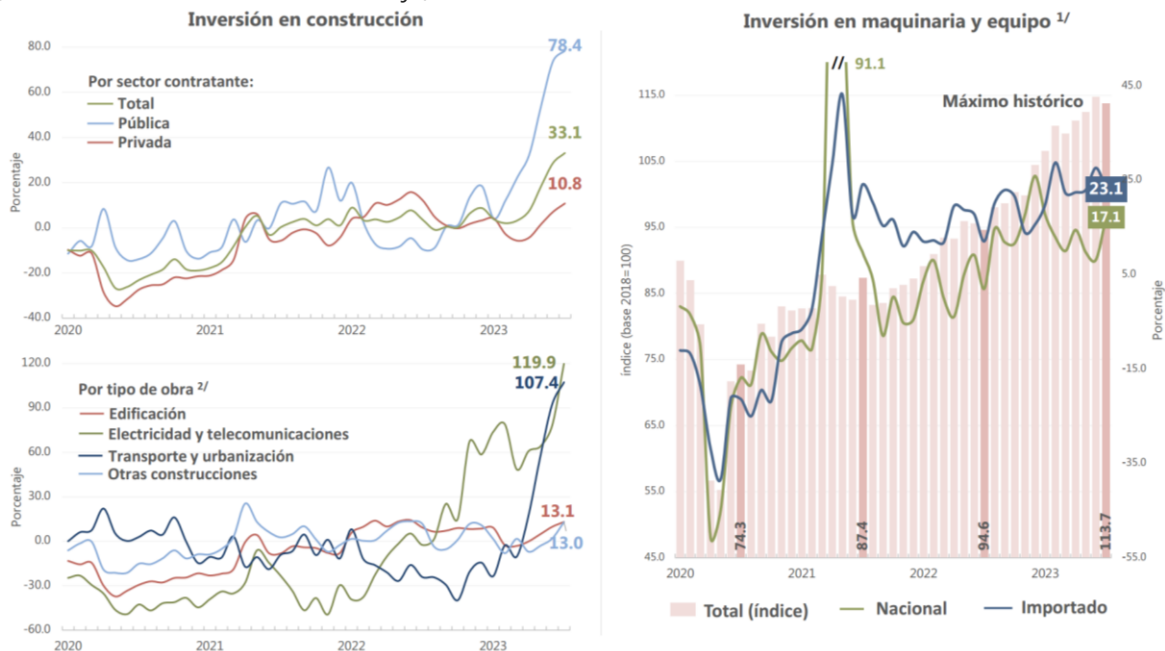 Inversión en construcción
80.0
60.0
40.0
20.0
0.0
-20.0
-40.0
Porcentaje
Por sector contratante:
Total
Pública
Privada
78.4
33.1
10.8
2020
2021
2022
2023
120.0
90.0
60.0
30.0
0.0
-30.0
-60.0
Porcentaje
Por tipo de obra 2/
Edificación
Electricidad y telecomunicaciones
Transporte y urbanización
Otras construcciones
119.9
107.4
13.1
13.0
2020
2021
2022
2023
Inversión en maquinaria y equipo 1/
115.0
105.0
95.0
85.0
75.0
65.0
55.0
45.0
índice (base 2018=100)
// 91.1
Máximo histórico
45.0
25.0
5.0
-15.0
-35.0
-55.0
Porcentaje
23.1
17.1
74.3
87.4
94.6
113.7
2020
2021
2022
2023
Total (índice)
Nacional
Importado